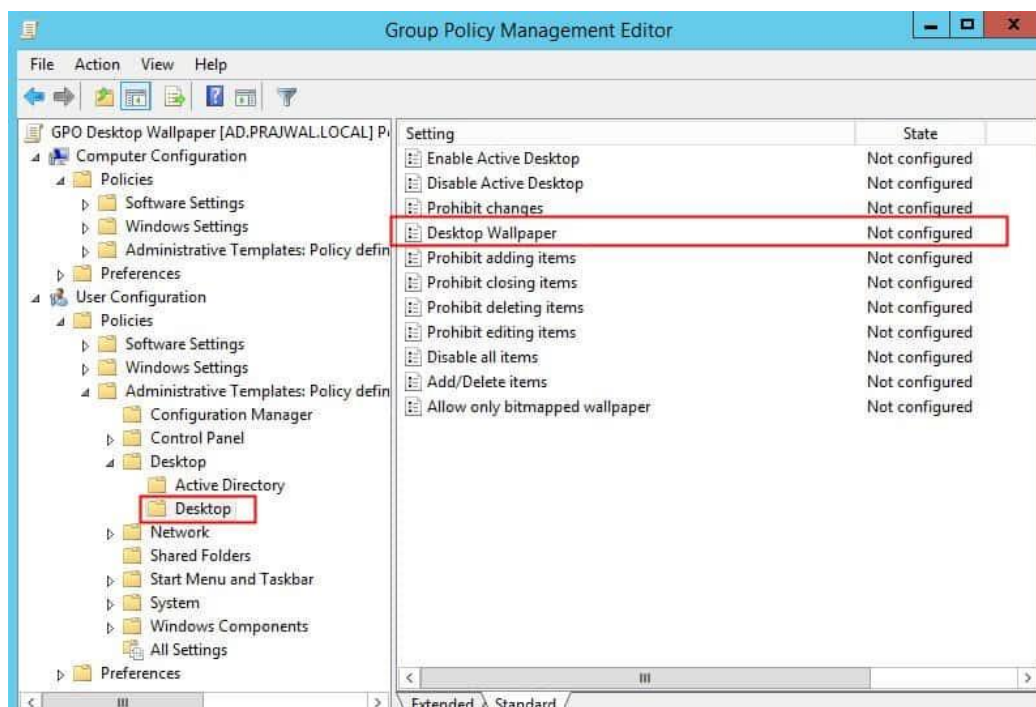 Group Policy Management Editor
File Action View Help
GPO Desktop Wallpaper [AD.PRAJWAL.LOCAL]
Computer Configuration
Policies
Software Settings
Windows Settings
Administrative Templates: Policy defin
Preferences
User Configuration
Policies
Software Settings
Windows Settings
Administrative Templates: Policy defin
Configuration Manager
Control Panel
Desktop
Active Directory
Desktop
Network
Shared Folders
Start Menu and Taskbar
System
Windows Components
All Settings
Preferences
Setting State
Enable Active Desktop Not configured
Disable Active Desktop Not configured
Prohibit changes Not configured
Desktop Wallpaper Not configured
Prohibit adding items Not configured
Prohibit closing items Not configured
Prohibit deleting items Not configured
Prohibit editing items Not configured
Disable all items Not configured
Add/Delete items Not configured
Allow only bitmapped wallpaper Not configured
Extended Standard